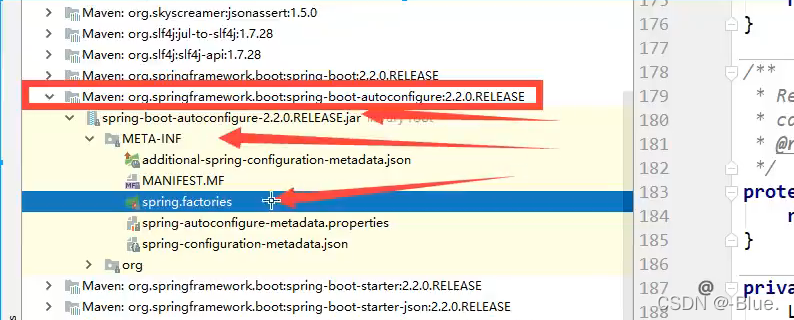 Maven: org.skyscreamer:jsonassert:1.5.0
Maven: org.slf4j:jul-to-slf4j:1.7.28
Maven: org.slf4j:slf4j-api:1.7.28
Maven: org.springframework.boot:spring-boot:2.2.0.RELEASE
Maven: org.springframework.boot:spring-boot-autoconfigure:2.2.0.RELEASE
spring-boot-autoconfigure-2.2.0.RELEASE.jar library root
META-INF
additional-spring-configuration-metadata.json
MANIFEST.MF
spring.factories
spring-autoconfigure-metadata.properties
spring-configuration-metadata.json
org
Maven: org.springframework.boot:spring-boot-starter:2.2.0.RELEASE
Maven: org.springframework.boot:spring-boot-starter-json:2.2.0.RELEASE
175
176 }
177
178 /**
179 * Re
180 * co
181 * @r
182 */
183 prote
184 r
185 }
186
187 @ priva
188 L
CSDN @-Blue.